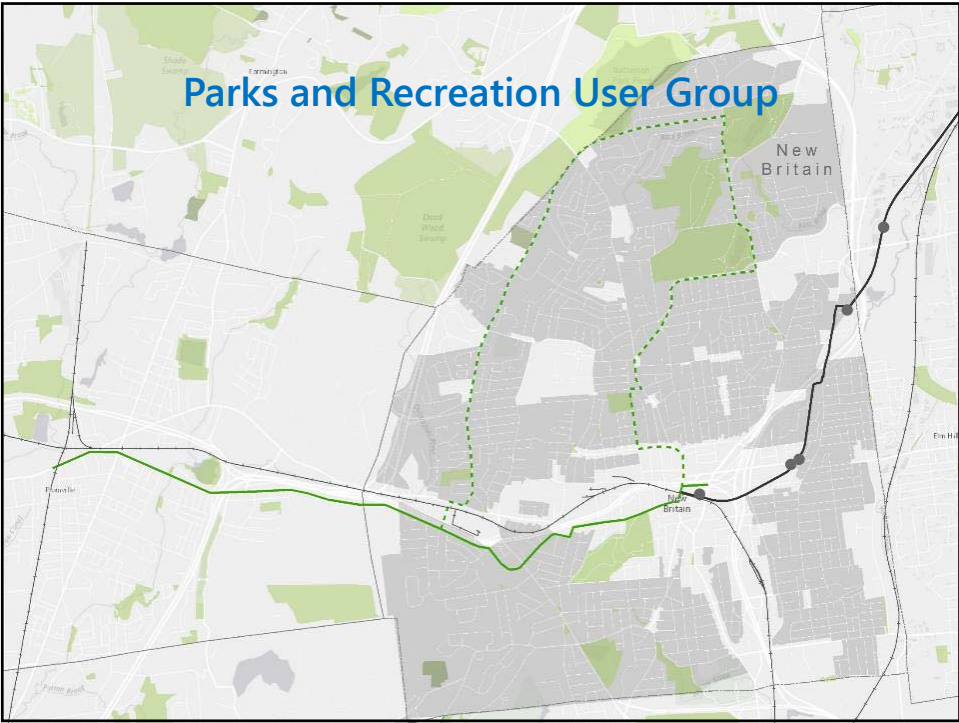 Shade
Swamp
Farmington
Parks and Recreation User Group
New
Britain
Dead
Wood
Swamp
Elm Hill
Plainville
New
Britain